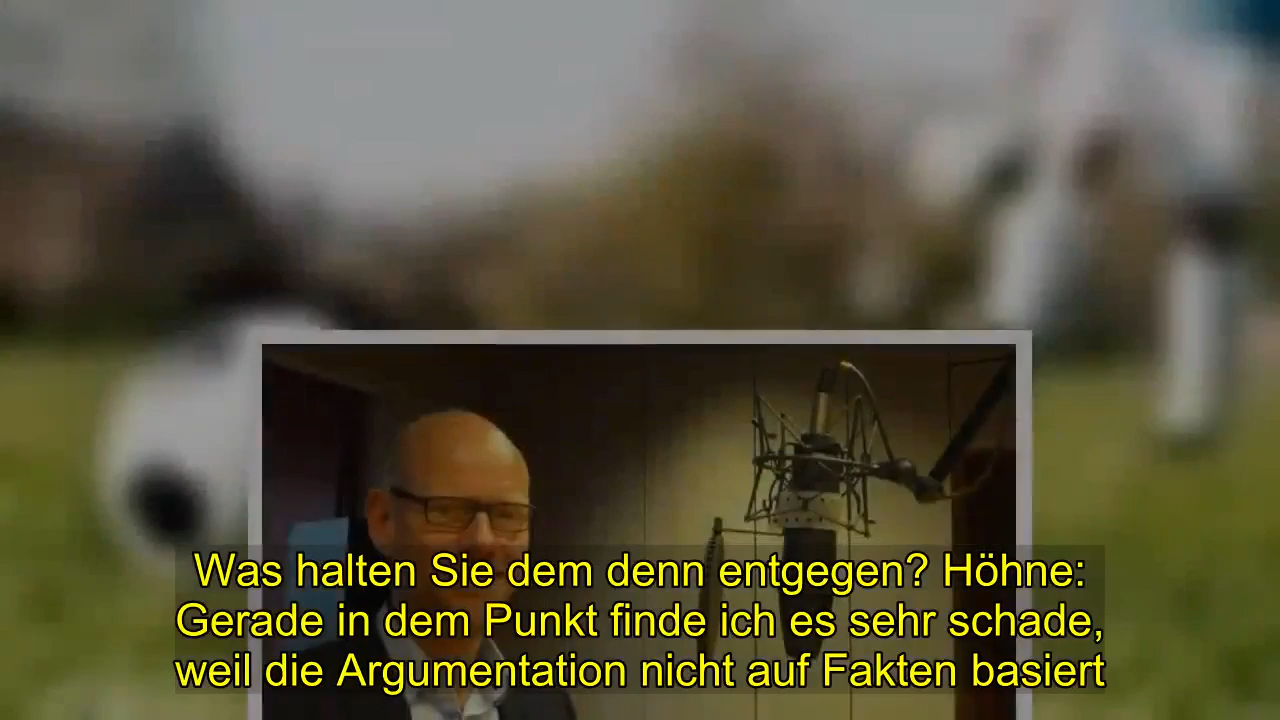 Was halten Sie dem denn entgegen? Höhne:
Gerade in dem Punkt finde ich es sehr schade,
weil die Argumentation nicht auf Fakten basiert